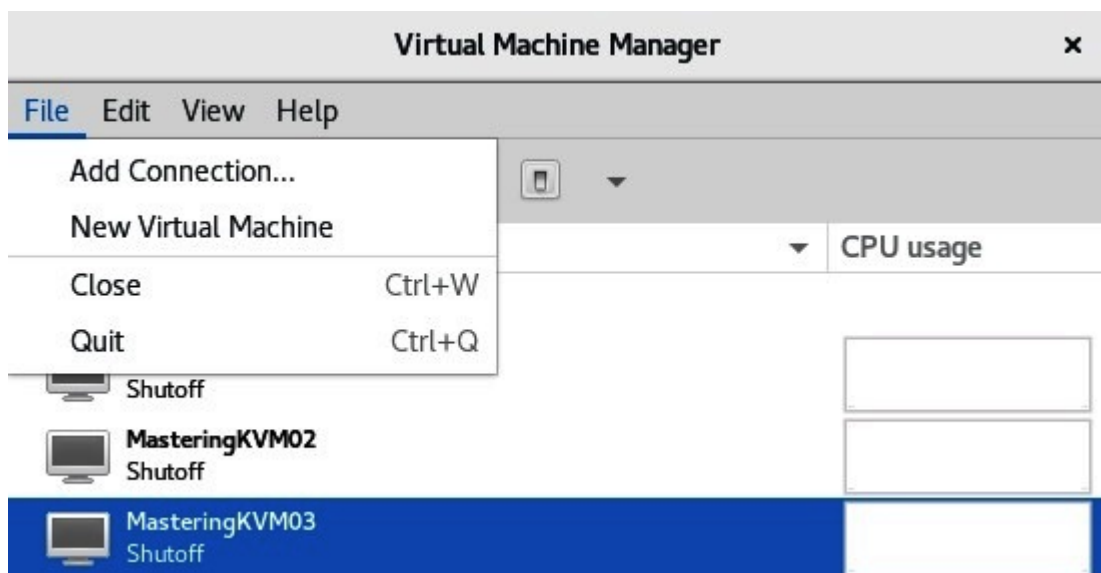 Virtual Machine Manager ×
File Edit View Help
Add Connection...
New Virtual Machine
CPU usage
Close Ctrl+W
Quit Ctrl+Q
Shutoff
MasteringKVM02
Shutoff
MasteringKVM03
Shutoff